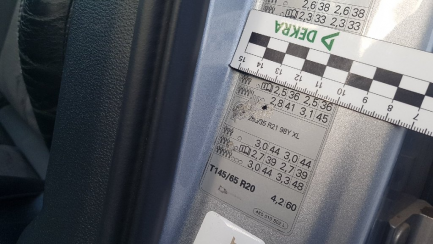 2,6 38 2,6 38
2,3 33 2,3 33
DEKRA
15 14 13 12 11 10 9 8 7
2,5 36 2,5 36
2,8 41 3,1 45
R21 98Y XL
3,0 44 3,0 44
2,7 39 2,7 39
3,0 44 3,3 48
T145/65 R20
4,2 60